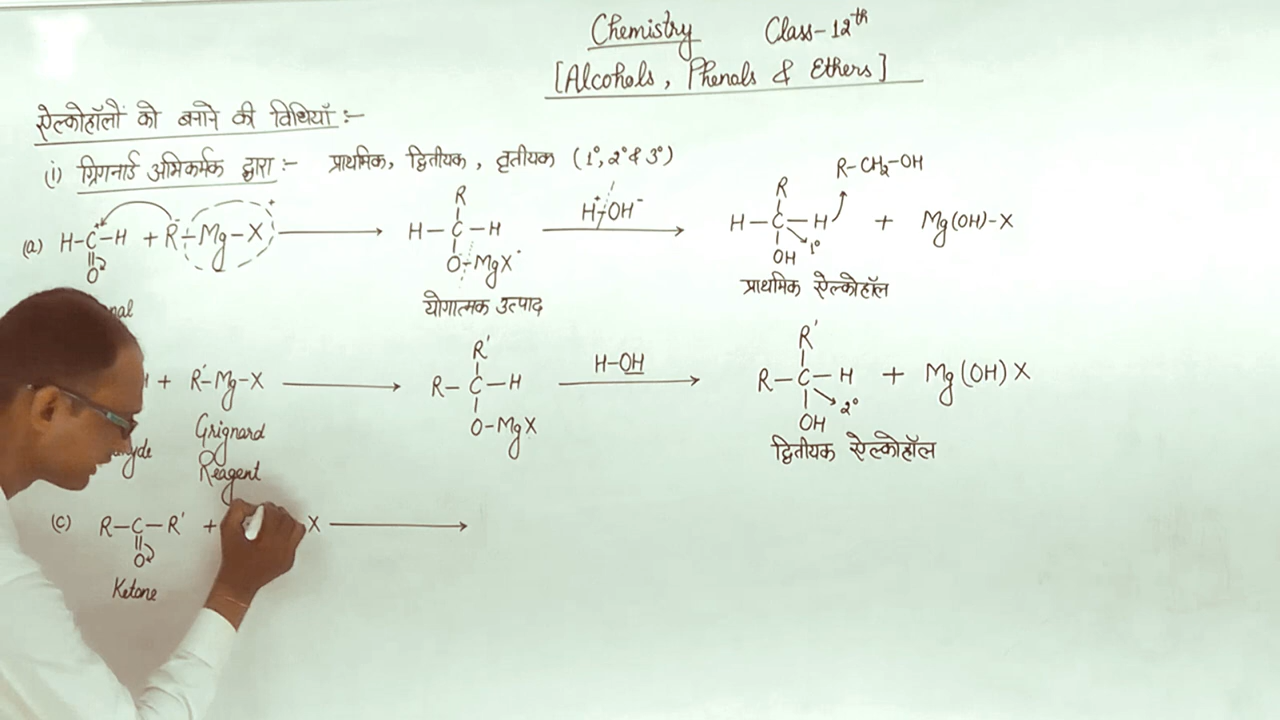 Chemistry Class-12th
[Alcohols, Phenols & Ethers]
ऐल्कोहॉलों को बनाने की विधियाँ :-
(i) ग्रिगनार्ड अभिकर्मक द्वारा :- प्राथमिक, द्वितीयक, तृतीयक (1°, 2° & 3°)
R-CH2-OH
R R
(a) H-C-H + R-Mg-X H-C-H H+ OH- H-C-H + Mg(OH)-X
O O-MgX OH 1°
योगात्मक उत्पाद प्राथमिक ऐल्कोहॉल
R' R'
+ R'-Mg-X R-C-H H-OH R-C-H + Mg(OH)X
O-MgX OH 2°
Grignard द्वितीयक ऐल्कोहॉल
Reagent
(c) R-C-R' + X
O
Ketone